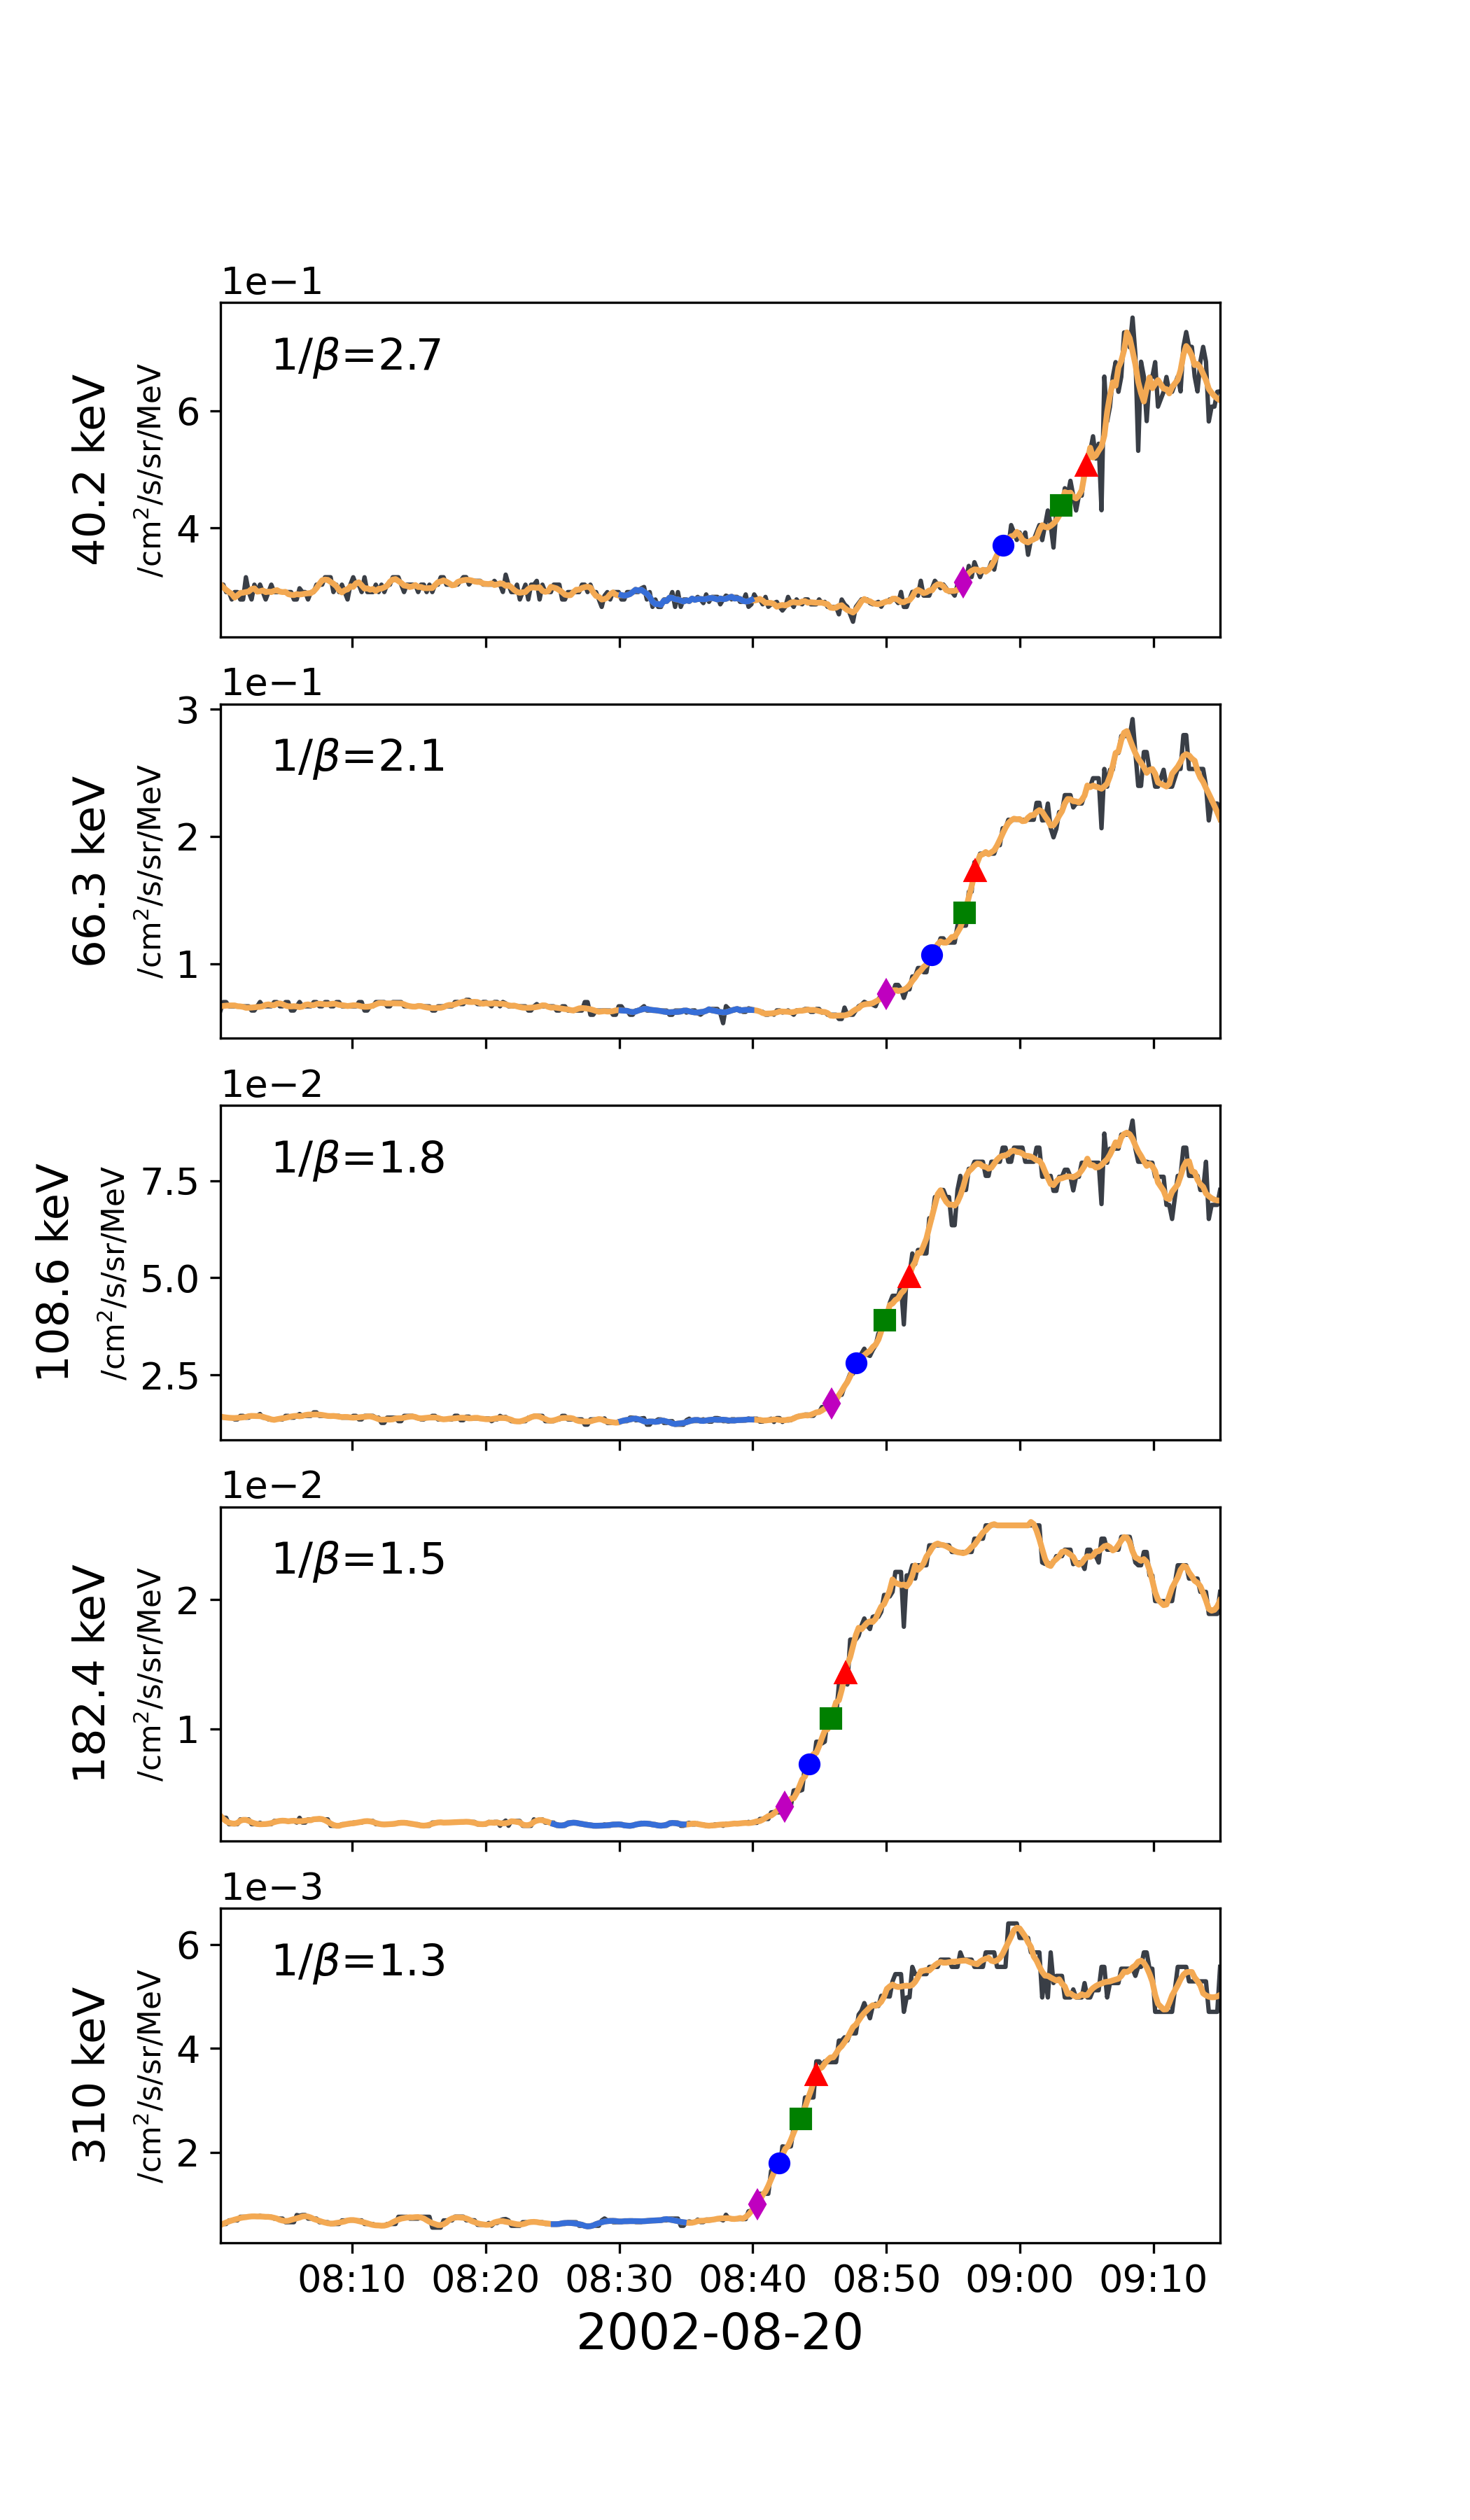 1e−1
1/β=2.7
40.2 keV
/cm²/s/sr/MeV
6
4
1e−1
1/β=2.1
66.3 keV
/cm²/s/sr/MeV
3
2
1
1e−2
1/β=1.8
108.6 keV
/cm²/s/sr/MeV
7.5
5.0
2.5
1e−2
1/β=1.5
182.4 keV
/cm²/s/sr/MeV
2
1
1e−3
1/β=1.3
310 keV
/cm²/s/sr/MeV
6
4
2
08:10 08:20 08:30 08:40 08:50 09:00 09:10
2002-08-20